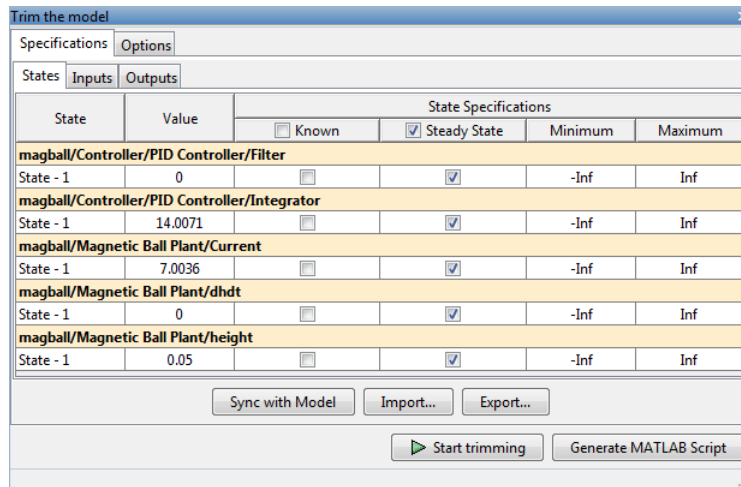 Trim the model
Specifications Options
States Inputs Outputs
State Value State Specifications
Known Steady State Minimum Maximum
magball/Controller/PID Controller/Filter
State - 1 0 -Inf Inf
magball/Controller/PID Controller/Integrator
State - 1 14.0071 -Inf Inf
magball/Magnetic Ball Plant/Current
State - 1 7.0036 -Inf Inf
magball/Magnetic Ball Plant/dhdt
State - 1 0 -Inf Inf
magball/Magnetic Ball Plant/height
State - 1 0.05 -Inf Inf
Sync with Model Import... Export...
Start trimming Generate MATLAB Script